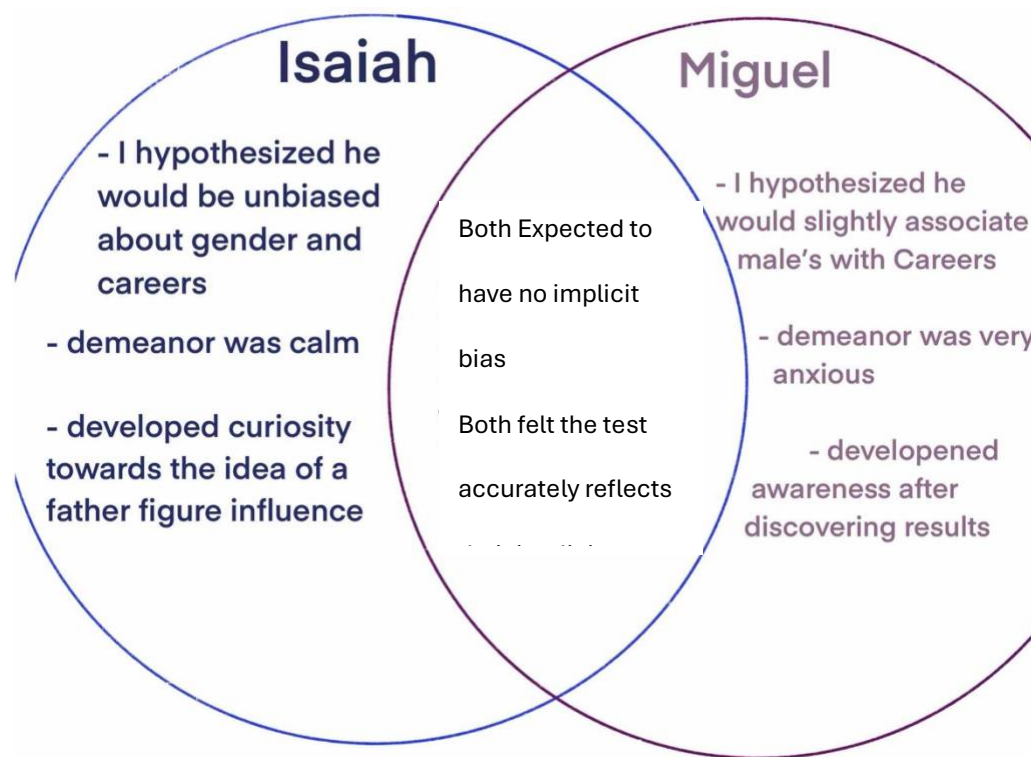 Isaiah
- I hypothesized he
would be unbiased
about gender and
careers
- demeanor was calm
- developed curiosity
towards the idea of a
father figure influence
Both Expected to
have no implicit
bias
Both felt the test
accurately reflects
Miguel
- I hypothesized he
would slightly associate
male's with Careers
- demeanor was very
anxious
- developened
awareness after
discovering results